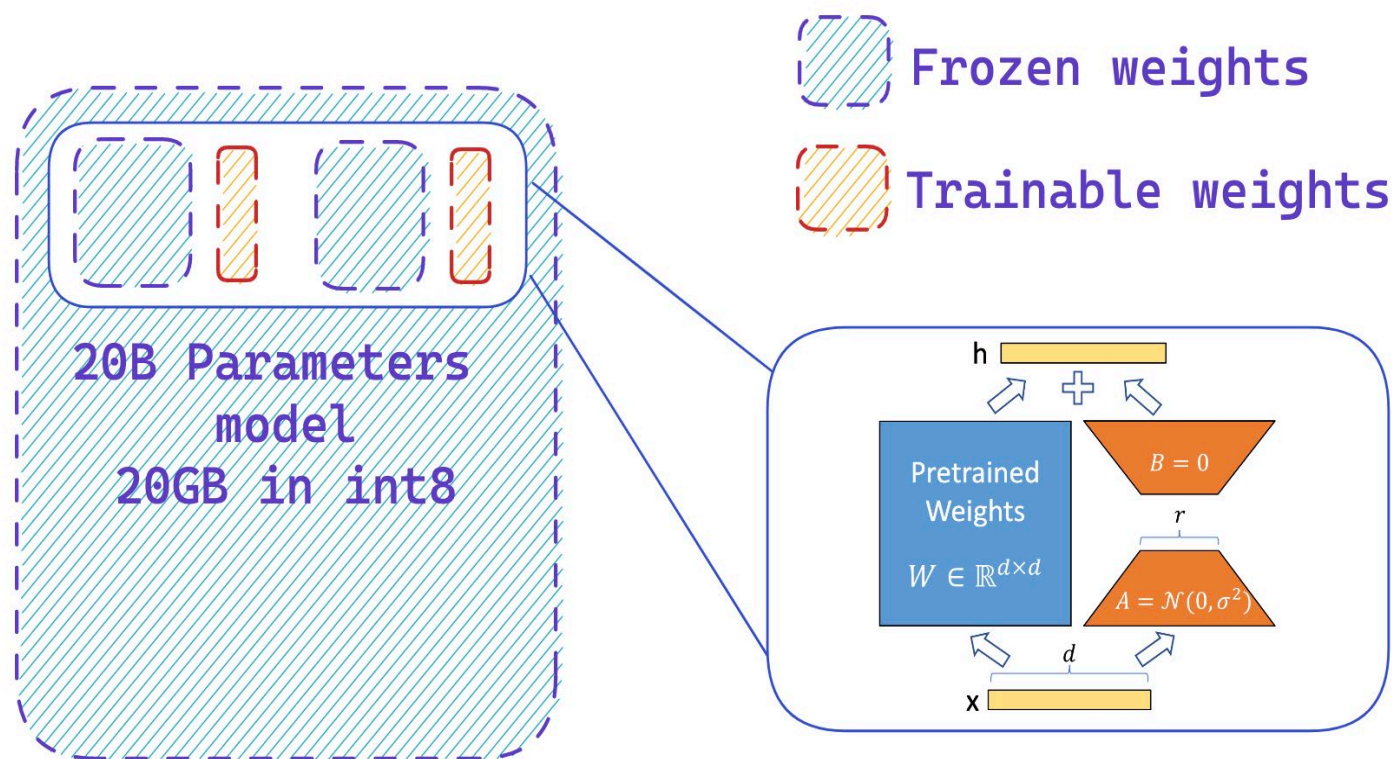 Frozen weights
Trainable weights
20B Parameters
model
20GB in int8
h
Pretrained
Weights
W ∈ ℝ^{d×d}
B = 0
r
A = 𝒩(0, σ²)
d
x